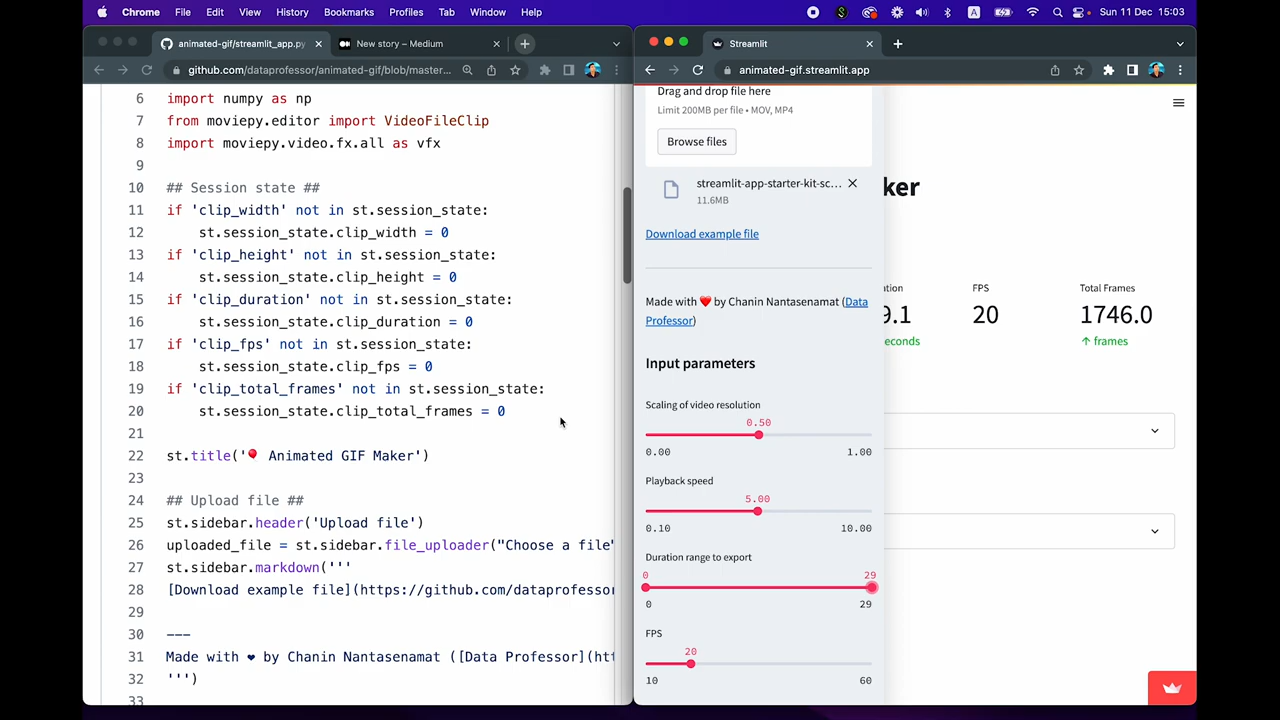 Chrome File Edit View History Bookmarks Profiles Tab Window Help
A Sun 11 Dec 15:03
animated-gif/streamlit_app.py
New story – Medium
github.com/dataprofessor/animated-gif/blob/master...
6 import numpy as np
7 from moviepy.editor import VideoFileClip
8 import moviepy.video.fx.all as vfx
9
10 ## Session state ##
11 if 'clip_width' not in st.session_state:
12 st.session_state.clip_width = 0
13 if 'clip_height' not in st.session_state:
14 st.session_state.clip_height = 0
15 if 'clip_duration' not in st.session_state:
16 st.session_state.clip_duration = 0
17 if 'clip_fps' not in st.session_state:
18 st.session_state.clip_fps = 0
19 if 'clip_total_frames' not in st.session_state:
20 st.session_state.clip_total_frames = 0
21
22 st.title('🎈 Animated GIF Maker')
23
24 ## Upload file ##
25 st.sidebar.header('Upload file')
26 uploaded_file = st.sidebar.file_uploader("Choose a file"
27 st.sidebar.markdown('''
28 [Download example file](https://github.com/dataprofessor
29
30 ---
31 Made with ❤ by Chanin Nantasenamat ([Data Professor](htt
32 ''')
33
Streamlit
animated-gif.streamlit.app
Drag and drop file here
Limit 200MB per file • MOV, MP4
Browse files
streamlit-app-starter-kit-sc...
11.6MB
Download example file
Made with ❤️ by Chanin Nantasenamat (Data
Professor)
Input parameters
Scaling of video resolution
0.50
0.00 1.00
Playback speed
5.00
0.10 10.00
Duration range to export
0 29
0 29
FPS
20
10 60
ker
ation FPS Total Frames
9.1 20 1746.0
econds ↑ frames